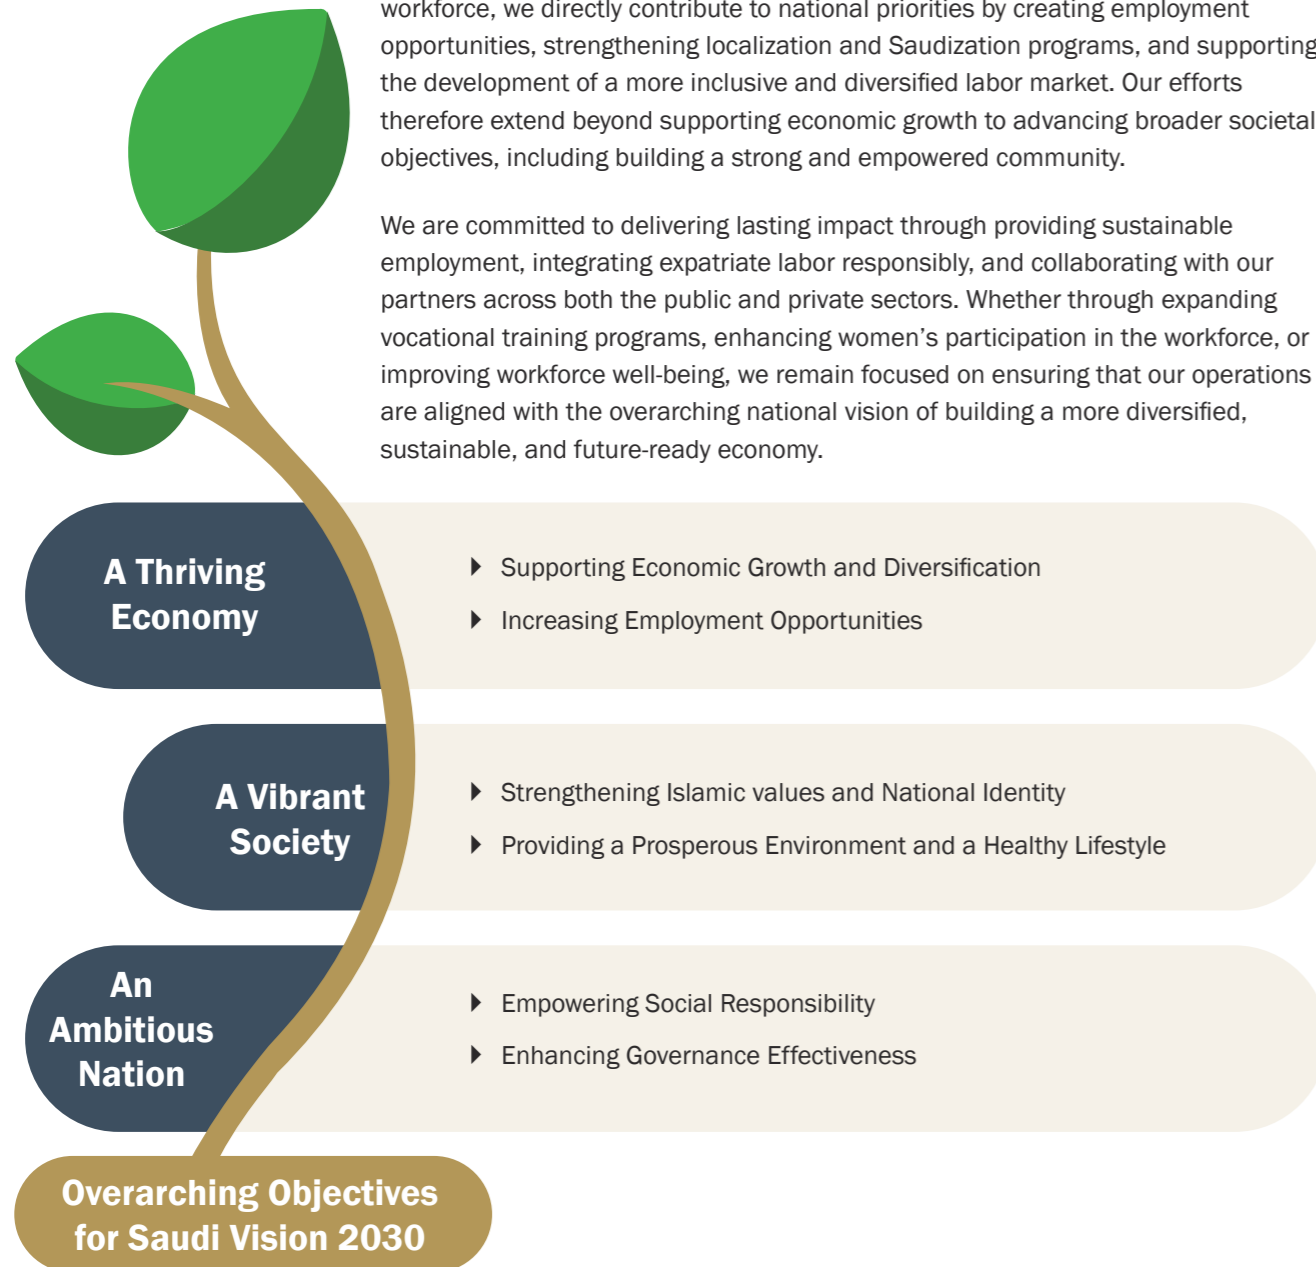 workforce, we directly contribute to national priorities by creating employment
opportunities, strengthening localization and Saudization programs, and supporting
the development of a more inclusive and diversified labor market. Our efforts
therefore extend beyond supporting economic growth to advancing broader societal
objectives, including building a strong and empowered community.
We are committed to delivering lasting impact through providing sustainable
employment, integrating expatriate labor responsibly, and collaborating with our
partners across both the public and private sectors. Whether through expanding
vocational training programs, enhancing women’s participation in the workforce, or
improving workforce well-being, we remain focused on ensuring that our operations
are aligned with the overarching national vision of building a more diversified,
sustainable, and future-ready economy.
A Thriving
Economy
Supporting Economic Growth and Diversification
Increasing Employment Opportunities
A Vibrant
Society
Strengthening Islamic values and National Identity
Providing a Prosperous Environment and a Healthy Lifestyle
An
Ambitious
Nation
Empowering Social Responsibility
Enhancing Governance Effectiveness
Overarching Objectives
for Saudi Vision 2030